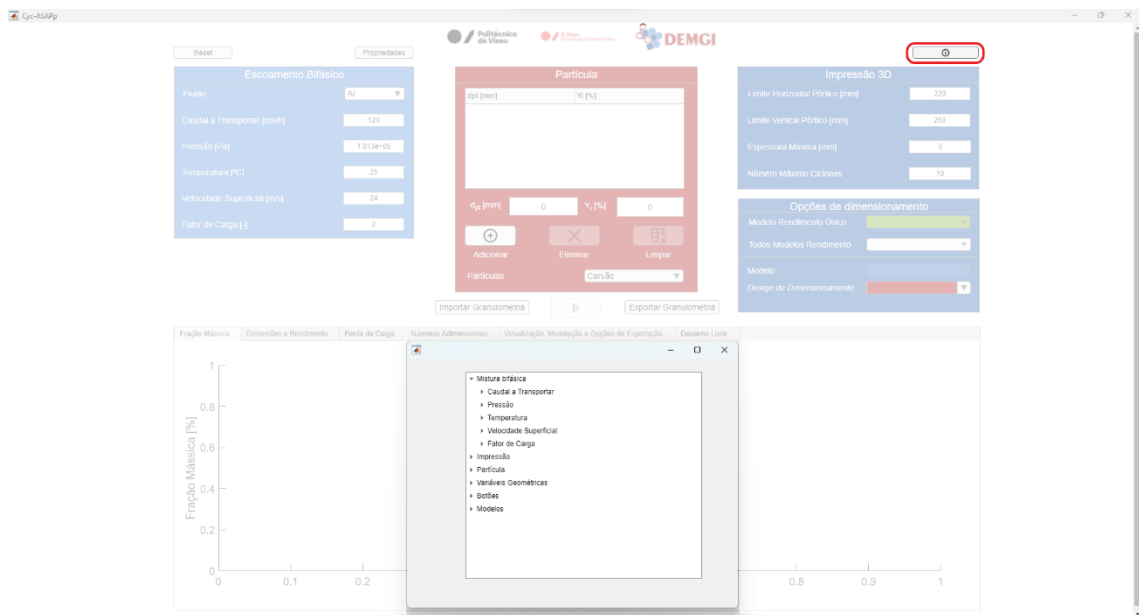 Cyc-ASAPp
Politécnico
de Viseu
DEMGI
Reset
Propriedades
Escoamento Bifásico
Fluido
Ar
Caudal a Transportar [ton/h]
120
Pressão [Pa]
1.013e+05
Temperatura [ºC]
25
Velocidade Superficial [m/s]
24
Fator de Carga [-]
2
Partícula
dpi [mm]
Yi [%]
dpi [mm]
0
Yi [%]
0
Adicionar
Eliminar
Limpar
Partículas
Carvão
Importar Granulometria
Exportar Granulometria
Impressão 3D
Limite Horizontal Pórtico [mm]
220
Limite Vertical Pórtico [mm]
250
Espessura Mínima [mm]
3
Número Máximo Ciclones
10
Opções de dimensionamento
Modelo Rendimento Único
Todos Modelos Rendimento
Modelo
Design de Dimensionamento
Fração Mássica
Dimensões e Rendimento
Perda de Carga
Números Adimensionais
Vizualização, Modelação e Opções de Exportação
Desenho Livre
Fração Mássica [%]
1
0.8
0.6
0.4
0.2
0
0
0.1
0.2
0.8
0.9
1
Mistura bifásica
Caudal a Transportar
Pressão
Temperatura
Velocidade Superficial
Fator de Carga
Impressão
Partícula
Variáveis Geométricas
Botões
Modelos